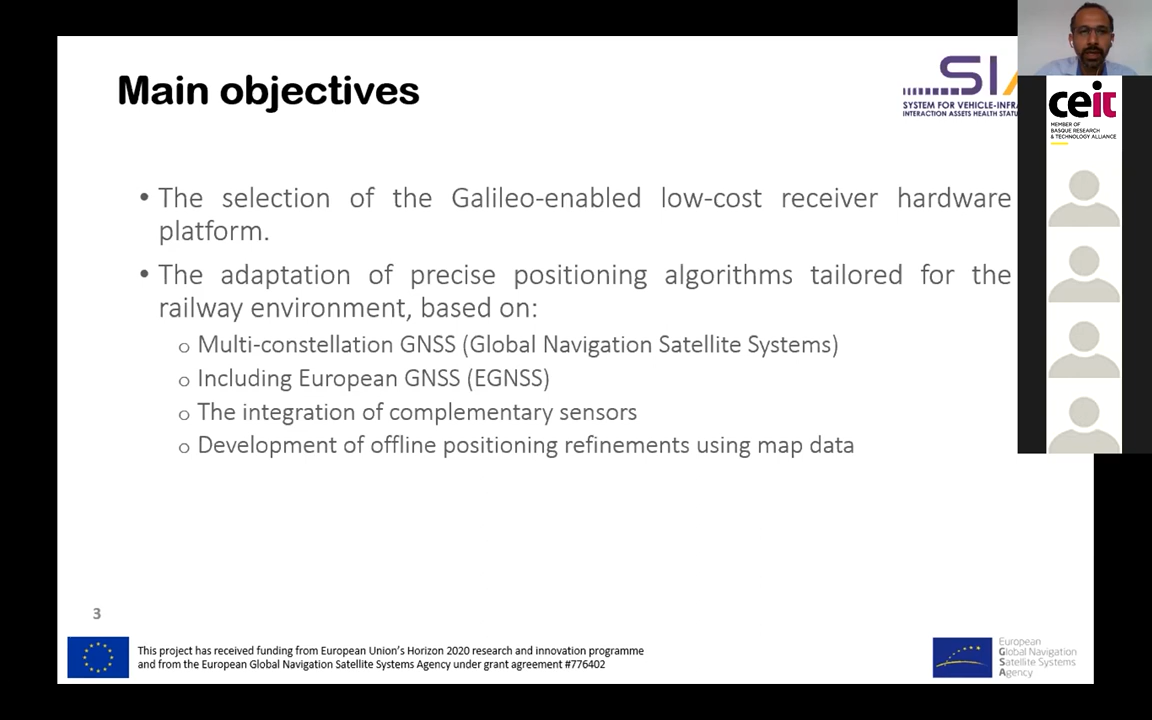 Main objectives
SI
SYSTEM FOR VEHICLE-INFRA
INTERACTION ASSETS HEALTH STATU
ceit
MEMBER OF
BASQUE RESEARCH
& TECHNOLOGY ALLIANCE
• The selection of the Galileo-enabled low-cost receiver hardware
platform.
• The adaptation of precise positioning algorithms tailored for the
railway environment, based on:
o Multi-constellation GNSS (Global Navigation Satellite Systems)
o Including European GNSS (EGNSS)
o The integration of complementary sensors
o Development of offline positioning refinements using map data
3
This project has received funding from European Union's Horizon 2020 research and innovation programme
and from the European Global Navigation Satellite Systems Agency under grant agreement #776402
European
Global Navigation
Satellite Systems
Agency